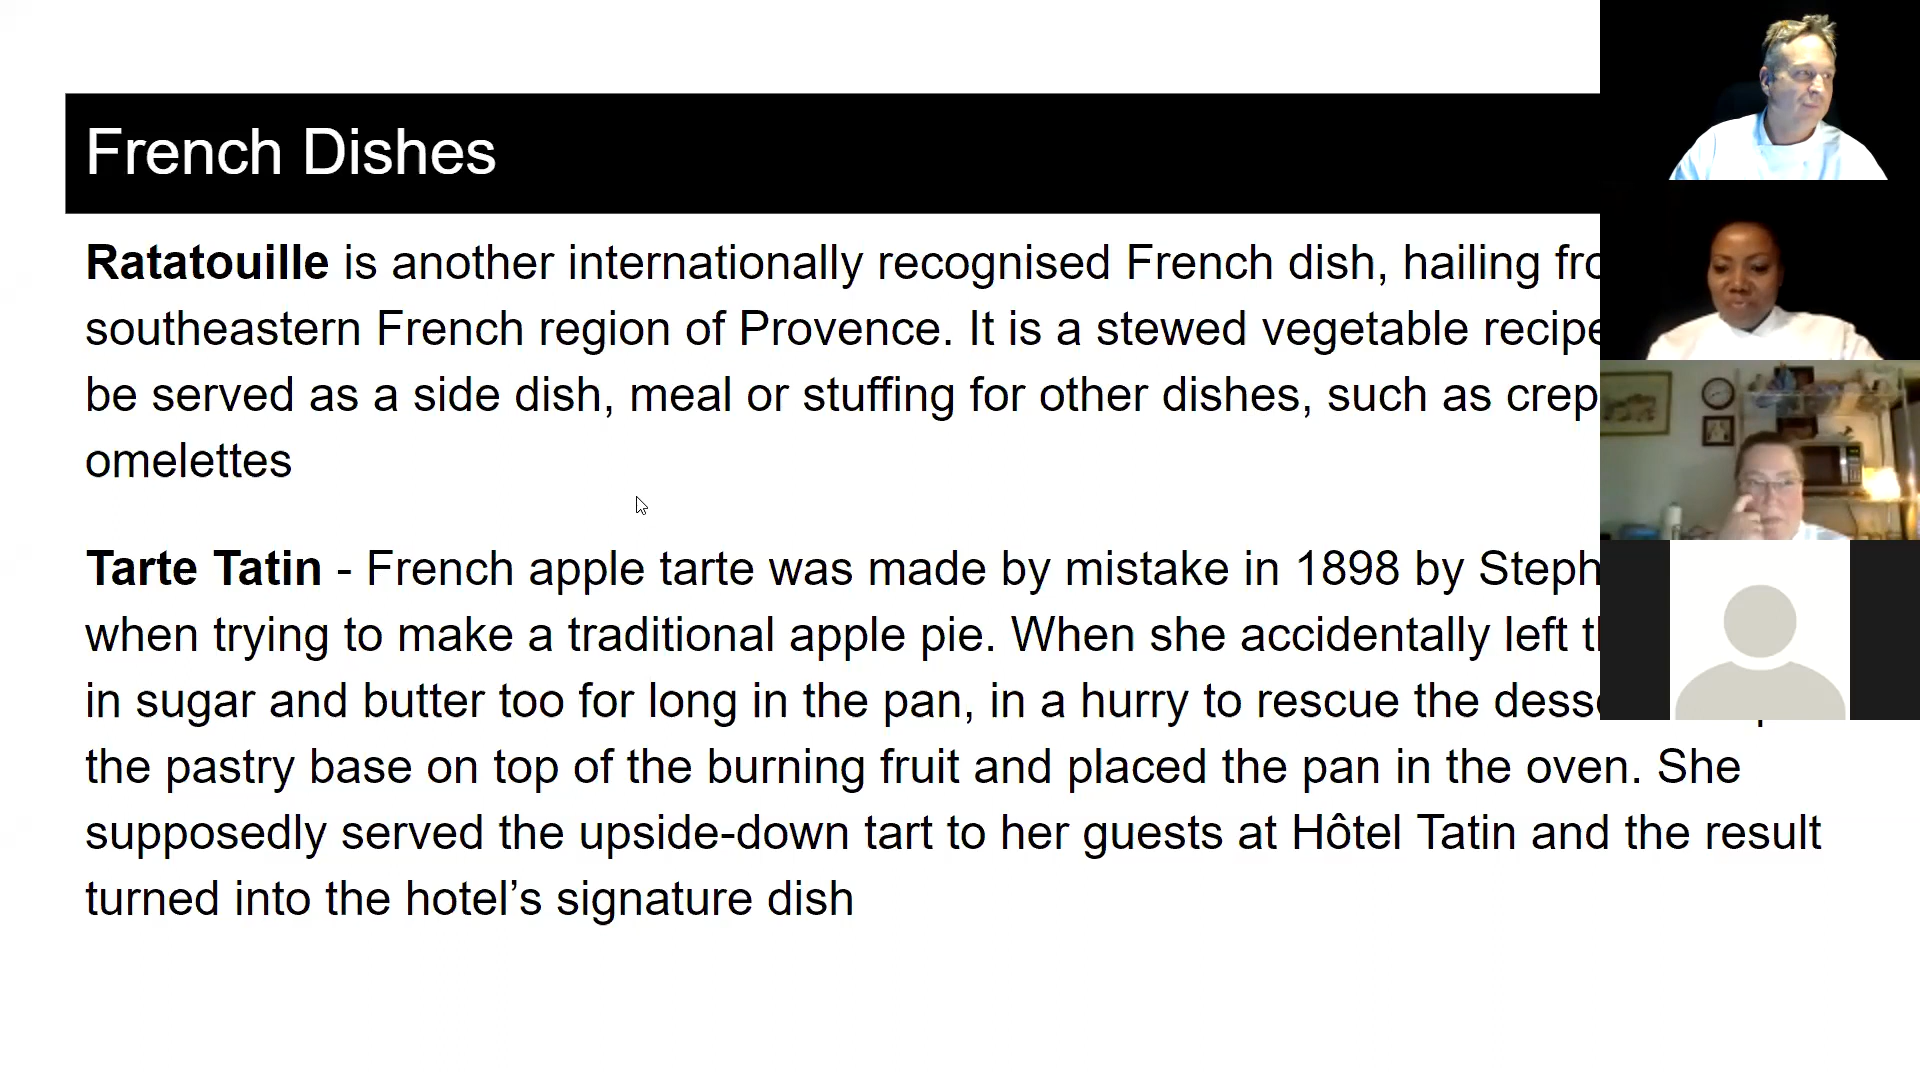 French Dishes
Ratatouille is another internationally recognised French dish, hailing
southeastern French region of Provence. It is a stewed vegetable recipe
be served as a side dish, meal or stuffing for other dishes, such as
omelettes
Tarte Tatin - French apple tarte was made by mistake in 1898 by
when trying to make a traditional apple pie. When she accidentally left
in sugar and butter too for long in the pan, in a hurry to rescue the
the pastry base on top of the burning fruit and placed the pan in the oven. She
supposedly served the upside-down tart to her guests at Hôtel Tatin and the result
turned into the hotel’s signature dish